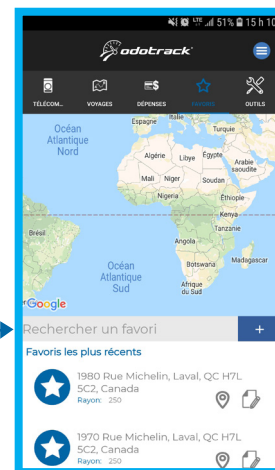 LTE 51% 15 h 10
odotrack
TÉLÉCOM... VOYAGES DÉPENSES FAVORIS OUTILS
Océan
Atlantique
Nord
Espagne
Italie
Turquie
Algérie
Libye
Égypte
Arabie
saoudite
Mali
Niger
Soudan
Nigeria
Éthiopie
Kenya
Tanzanie
Brésil
Angola
Océan
Atlantique
Sud
Botswana
Madagascar
Afrique
du Sud
Google
Rechercher un favori +
Favoris les plus récents
1980 Rue Michelin, Laval, QC H7L
5C2, Canada
Rayon: 250
1970 Rue Michelin, Laval, QC H7L
5C2, Canada
Rayon: 250